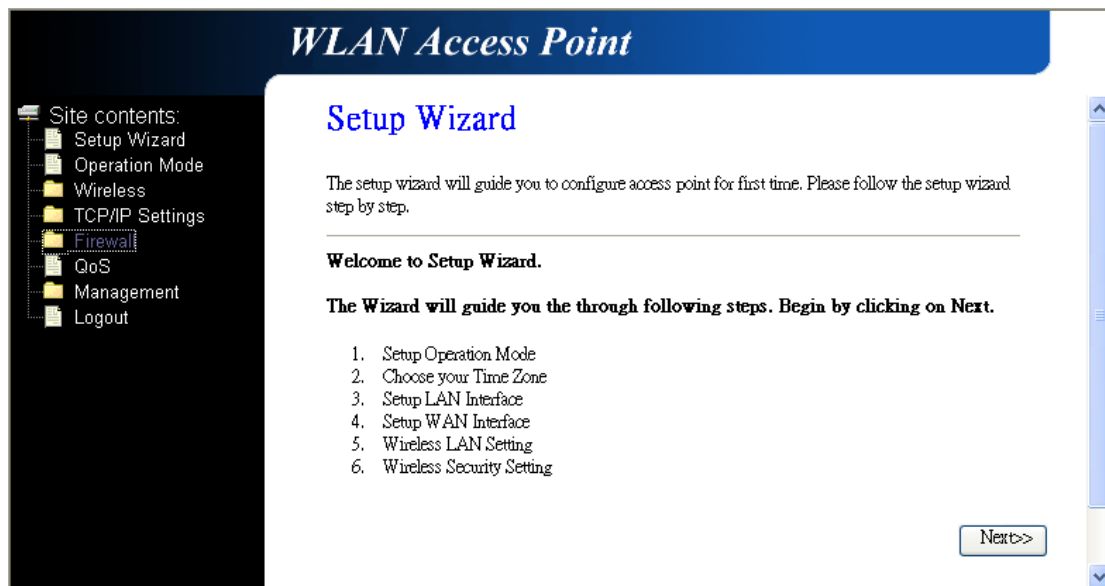 WLAN Access Point
Site contents:
Setup Wizard
Operation Mode
Wireless
TCP/IP Settings
Firewall
QoS
Management
Logout
Setup Wizard
The setup wizard will guide you to configure access point for first time. Please follow the setup wizard
step by step.
Welcome to Setup Wizard.
The Wizard will guide you the through following steps. Begin by clicking on Next.
1. Setup Operation Mode
2. Choose your Time Zone
3. Setup LAN Interface
4. Setup WAN Interface
5. Wireless LAN Setting
6. Wireless Security Setting
Next>>